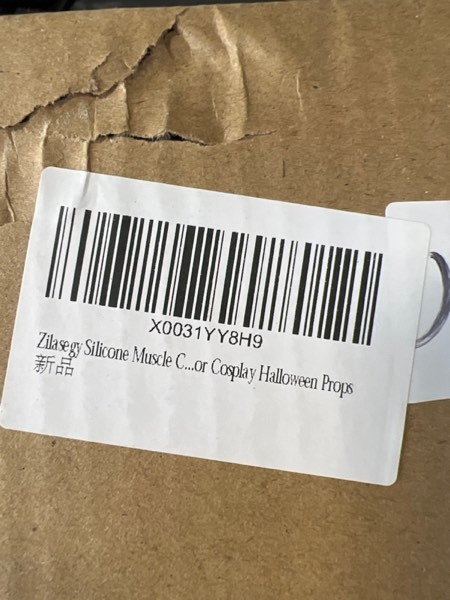 X0031YY8H9
Zilasegy Silicone Muscle C...or Cosplay Halloween Props
新品